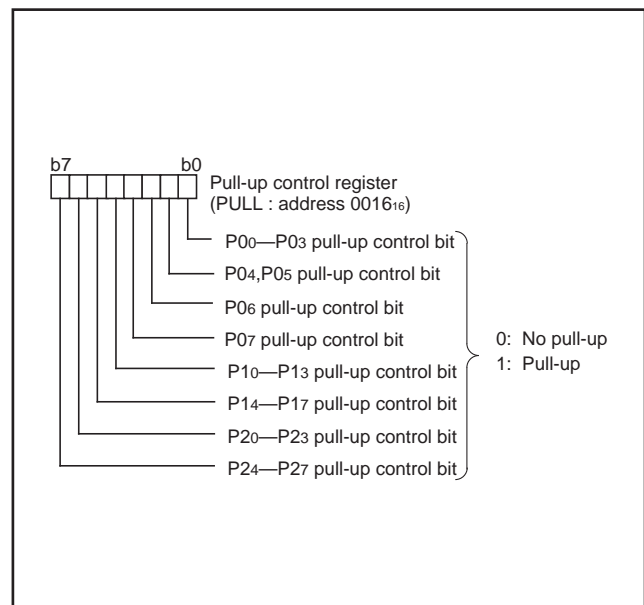 b7 b0
Pull-up control register
(PULL : address 0016₁₆)
P0₀—P0₃ pull-up control bit
P0₄,P0₅ pull-up control bit
P0₆ pull-up control bit
P0₇ pull-up control bit
P1₀—P1₃ pull-up control bit
P1₄—P1₇ pull-up control bit
P2₀—P2₃ pull-up control bit
P2₄—P2₇ pull-up control bit
0: No pull-up
1: Pull-up